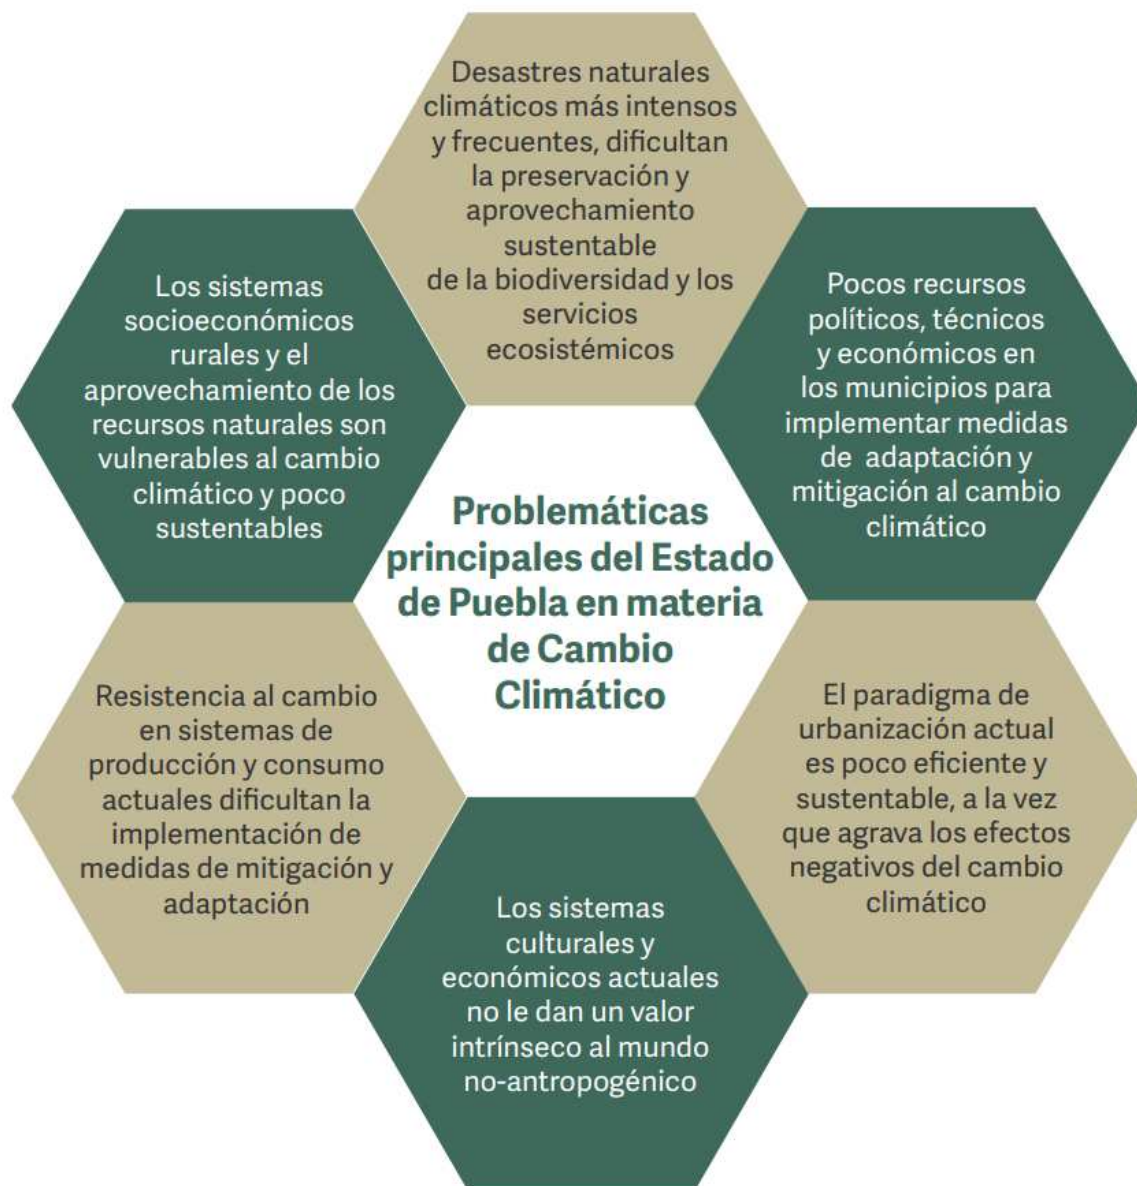 Desastres naturales
climáticos más intensos
y frecuentes, dificultan
la preservación y
aprovechamiento
sustentable
de la biodiversidad y los
servicios
ecosistémicos
Los sistemas
socioeconómicos
rurales y el
aprovechamiento de los
recursos naturales son
vulnerables al cambio
climático y poco
sustentables
Pocos recursos
políticos, técnicos
y económicos en
los municipios para
implementar medidas
de adaptación y
mitigación al cambio
climático
Problemáticas
principales del Estado
de Puebla en materia
de Cambio
Climático
Resistencia al cambio
en sistemas de
producción y consumo
actuales dificultan la
implementación de
medidas de mitigación y
adaptación
El paradigma de
urbanización actual
es poco eficiente y
sustentable, a la vez
que agrava los efectos
negativos del cambio
climático
Los sistemas
culturales y
económicos actuales
no le dan un valor
intrínseco al mundo
no-antropogénico